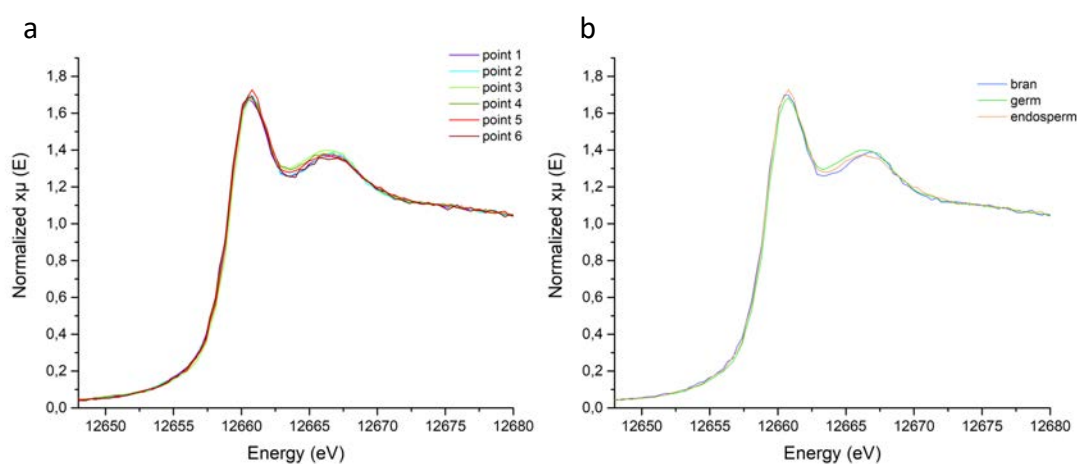 a
point 1
point 2
point 3
point 4
point 5
point 6
1,8
1,6
1,4
1,2
1,0
0,8
0,6
0,4
0,2
0,0
Normalized xμ (E)
12650 12655 12660 12665 12670 12675 12680
Energy (eV)
b
bran
germ
endosperm
1,8
1,6
1,4
1,2
1,0
0,8
0,6
0,4
0,2
0,0
Normalized xμ (E)
12650 12655 12660 12665 12670 12675 12680
Energy (eV)